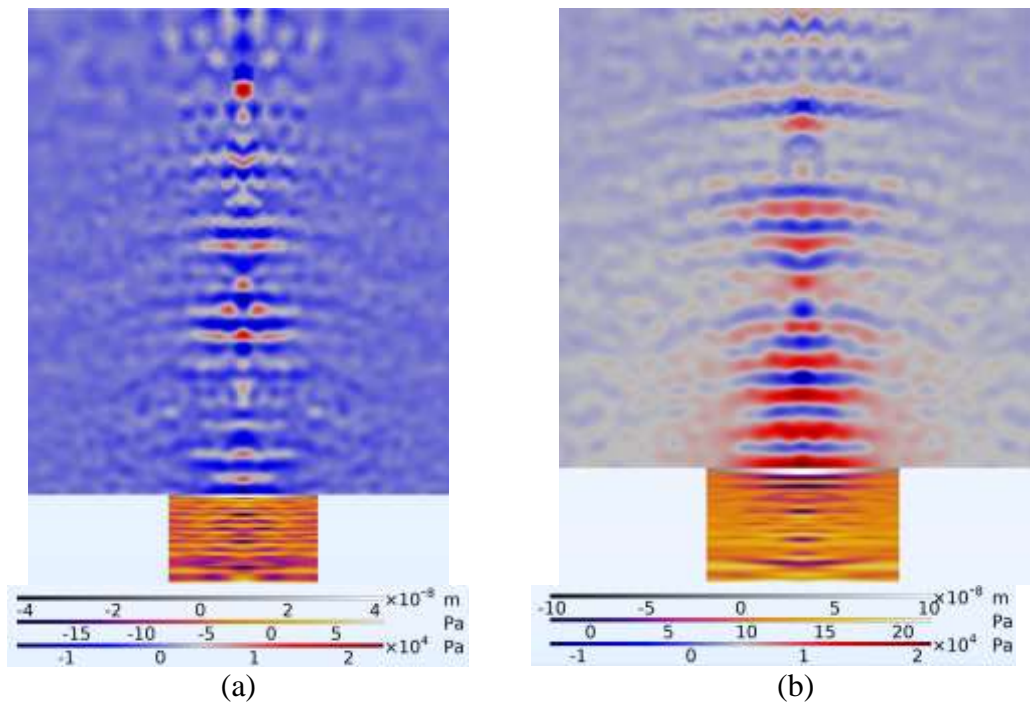 -4 -2 0 2 4 ×10⁻⁸ m
-15 -10 -5 0 5 Pa
-1 0 1 2 ×10⁴ Pa
(a)
-10 -5 0 5 10 ×10⁻⁸ m
0 5 10 15 20 Pa
-1 0 1 2 ×10⁴ Pa
(b)